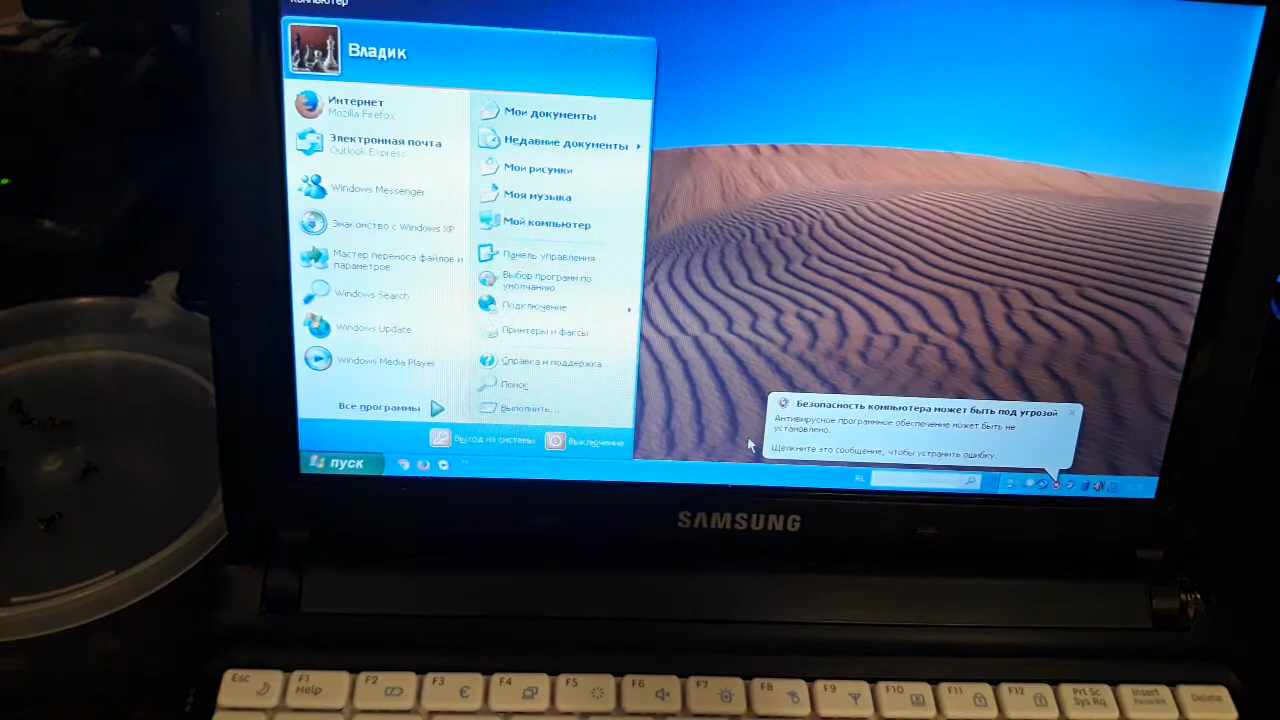 Компьютер
Владик
Интернет
Mozilla Firefox
Электронная почта
Outlook Express
Windows Messenger
Знакомство с Windows XP
Мастер переноса файлов и
параметров
Windows Search
Windows Update
Windows Media Player
Все программы
Мои документы
Недавние документы
Мои рисунки
Моя музыка
Мой компьютер
Панель управления
Выбор программ по
умолчанию
Подключение
Принтеры и факсы
Справка и поддержка
Поиск
Выполнить...
Выход из системы
Выключение
Безопасность компьютера может быть под угрозой
Антивирусное программное обеспечение может быть не
установлено.
Щелкните это сообщение, чтобы устранить ошибку.
пуск
SAMSUNG
Esc
F1
Help
F2
F3
€
F4
F5
F6
F7
F8
F9
F10
F11
F12
Prt Sc
Sys Rq
Insert
Delete